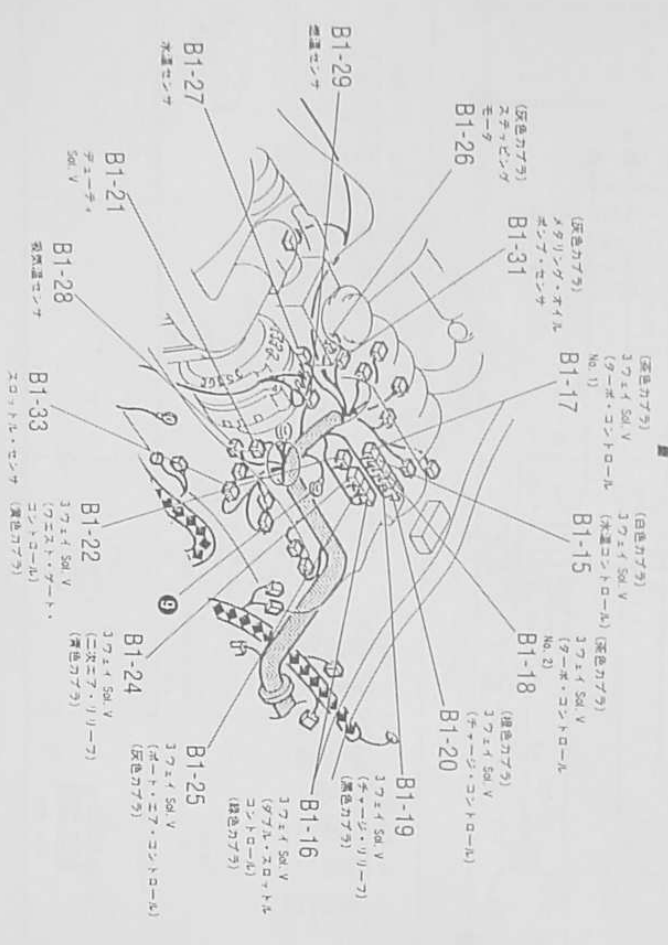 (灰色カプラ)
ステッピング
モータ
B1-26
(灰色カプラ)
メタリング・オイル
ポンプ・センサ
B1-31
(茶色カプラ)
3ウェイ Sol. V
(ターボ・コントロール
No. 1)
B1-17
(白色カプラ)
3ウェイ Sol. V
(水温コントロール)
B1-15
(茶色カプラ)
3ウェイ Sol. V
(ターボ・コントロール
No. 2)
B1-18
(橙色カプラ)
3ウェイ Sol. V
(チャージ・コントロール)
B1-20
B1-19
3ウェイ Sol. V
(チャージ・リリーフ)
(黒色カプラ)
B1-16
3ウェイ Sol. V
(ダブル・スロットル
コントロール)
(緑色カプラ)
B1-25
3ウェイ Sol. V
(ポート・エア・コントロール)
(灰色カプラ)
B1-24
3ウェイ Sol. V
(二次エア・リリーフ)
(青色カプラ)
9
B1-22
3ウェイ Sol. V
(ウエスト・ゲート・
コントロール)
(黄色カプラ)
B1-33
スロットル・センサ
B1-28
吸気温センサ
B1-21
デューティ
Sol. V
B1-27
水温センサ
B1-29
燃温センサ